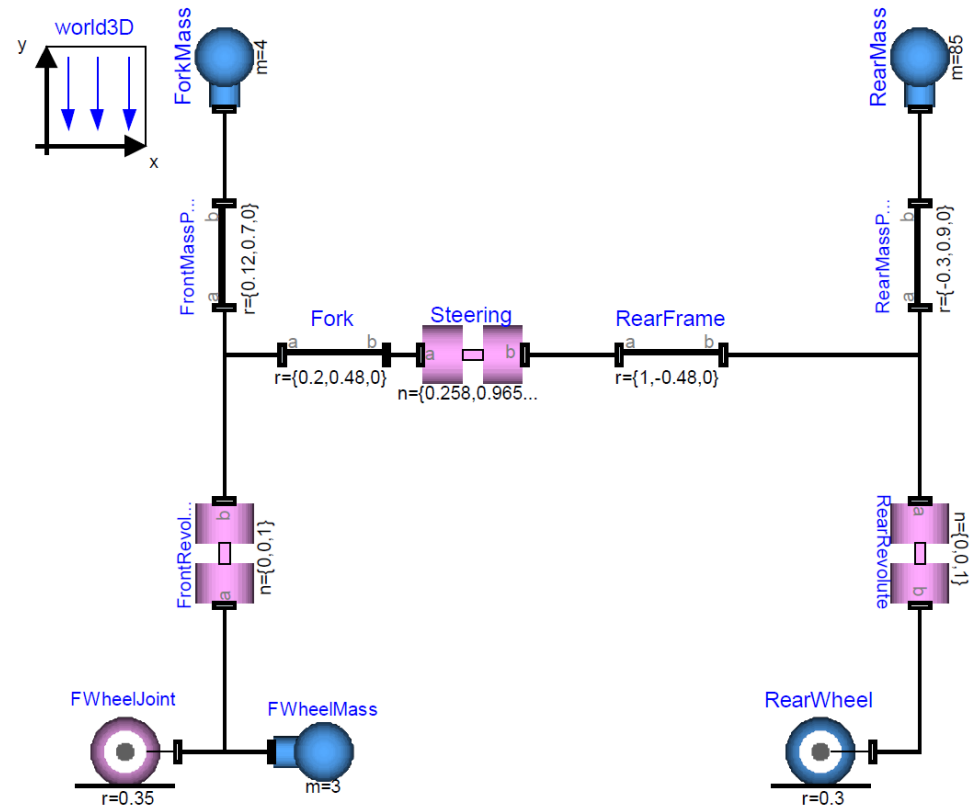 world3D
y
x
ForkMass
m=4
RearMass
m=85
FrontMassP...
b
a
r={0.12,0.7,0}
RearMassP...
b
a
r={-0.3,0.9,0}
Fork
a
b
r={0.2,0.48,0}
Steering
a
b
n={0.258,0.965...
RearFrame
a
b
r={1,-0.48,0}
FrontRevol...
b
a
n={0,0,1}
RearRevolute
a
b
n={0,0,1}
FWheelJoint
r=0.35
FWheelMass
m=3
RearWheel
r=0.3